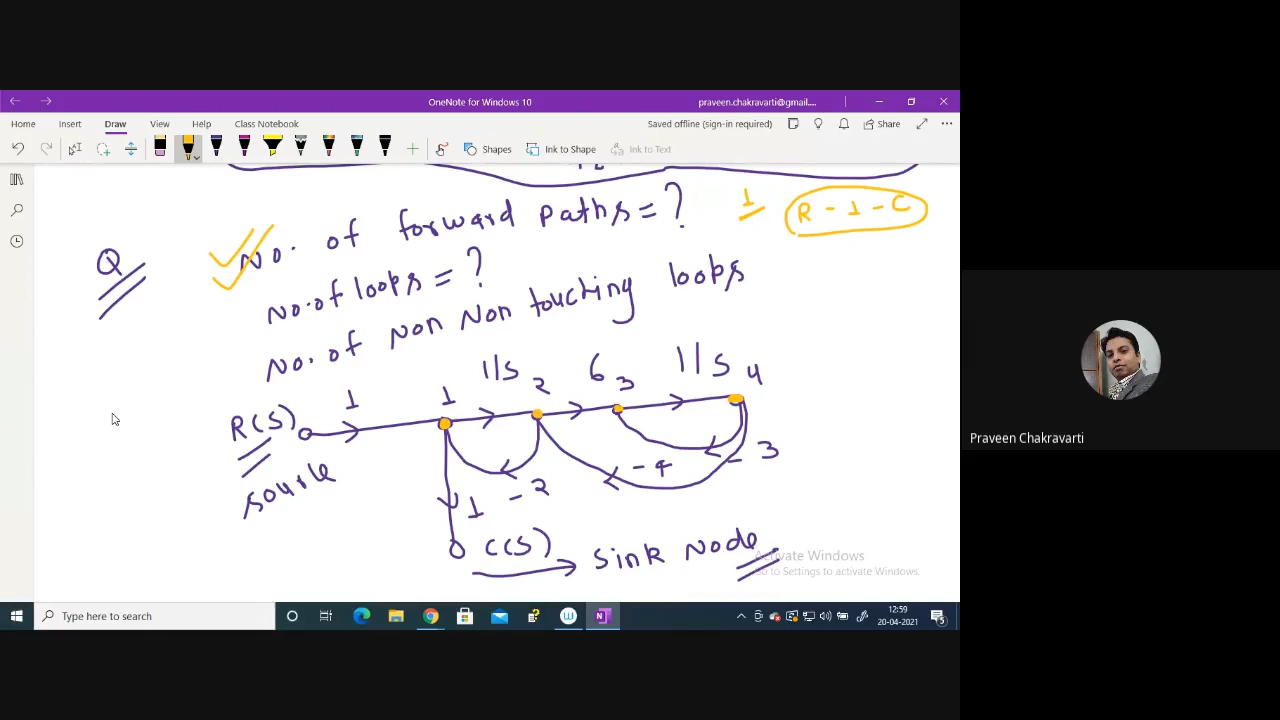 OneNote for Windows 10
praveen.chakravarti@gmail....
Home Insert Draw View Help Class Notebook
Saved offline (sign-in required)
Share
Shapes Ink to Shape Ink to Text
No. of forward paths = ?
1 R - 1 - C
Q
No. of loops = ?
No. of Non Non touching loops
1 1 1/s 2 6 3 1/s 4
R(S)
source
-2 -4 -3
1
C(S) → Sink Node
Activate Windows
Go to Settings to activate Windows.
Praveen Chakravarti
Type here to search
12:59
20-04-2021
5